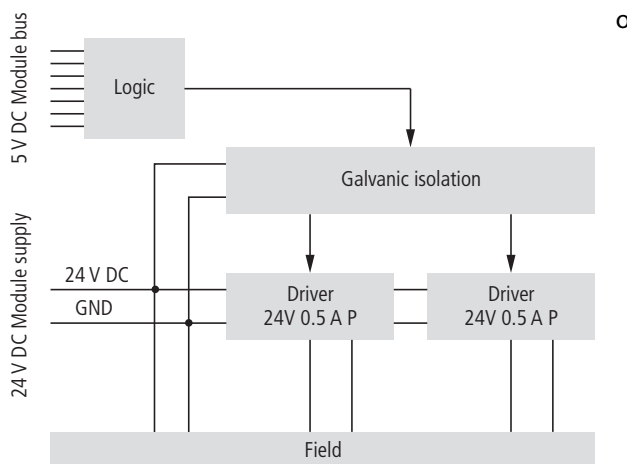 5 V DC Module bus
Logic
O
Galvanic isolation
24 V DC Module supply
24 V DC
GND
Driver
24V 0.5 A P
Driver
24V 0.5 A P
Field